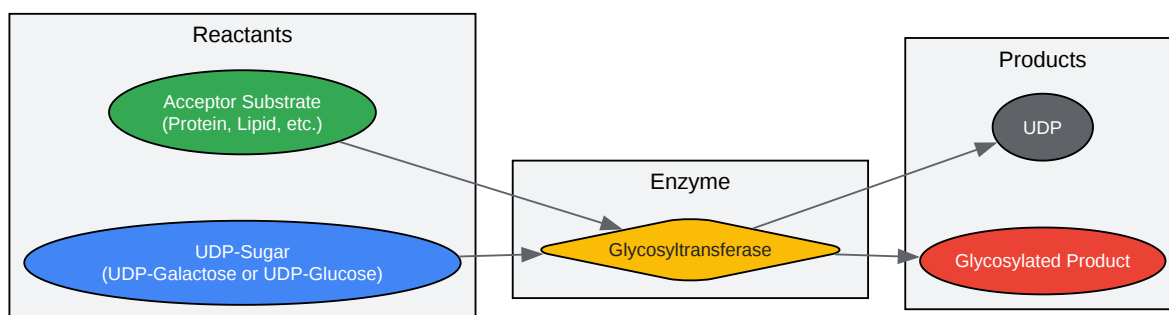 Reactants
Acceptor Substrate
(Protein, Lipid, etc.)
UDP-Sugar
(UDP-Galactose or UDP-Glucose)
Enzyme
Glycosyltransferase
Products
UDP
Glycosylated Product